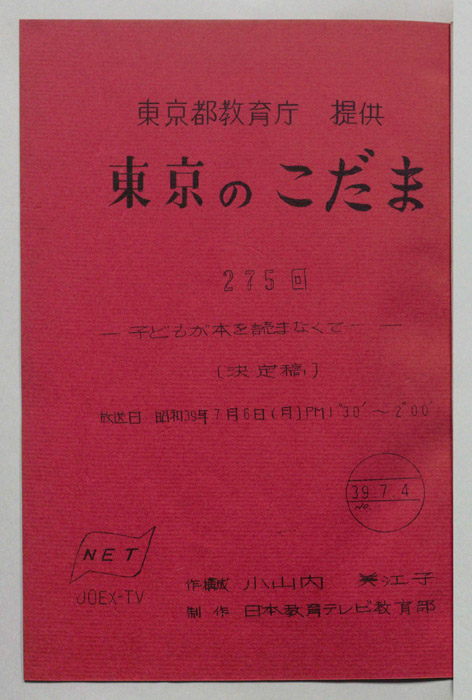 東京都教育庁 提供
東京のこだま
275回
― 子どもが本を読まなくて… ―
(決定稿)
放送日 昭和39年7月6日(月)PM1°30′～2°00′
39.7.4
NET
JOEX-TV
作・構成 小山内 美江子
制 作 日本教育テレビ教育部